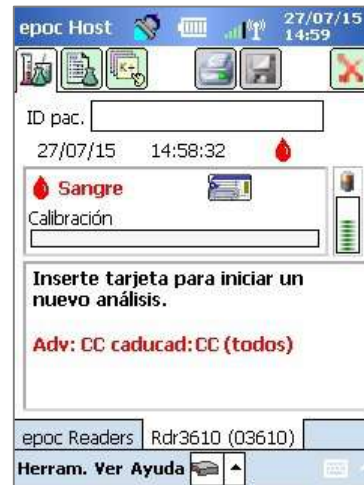 epoc Host 27/07/15
14:59
K+
ID pac.
27/07/15 14:58:32
Sangre
Calibración
Inserte tarjeta para iniciar un
nuevo análisis.
Adv: CC caducad:CC (todos)
epoc Readers Rdr3610 (03610)
Herram. Ver Ayuda